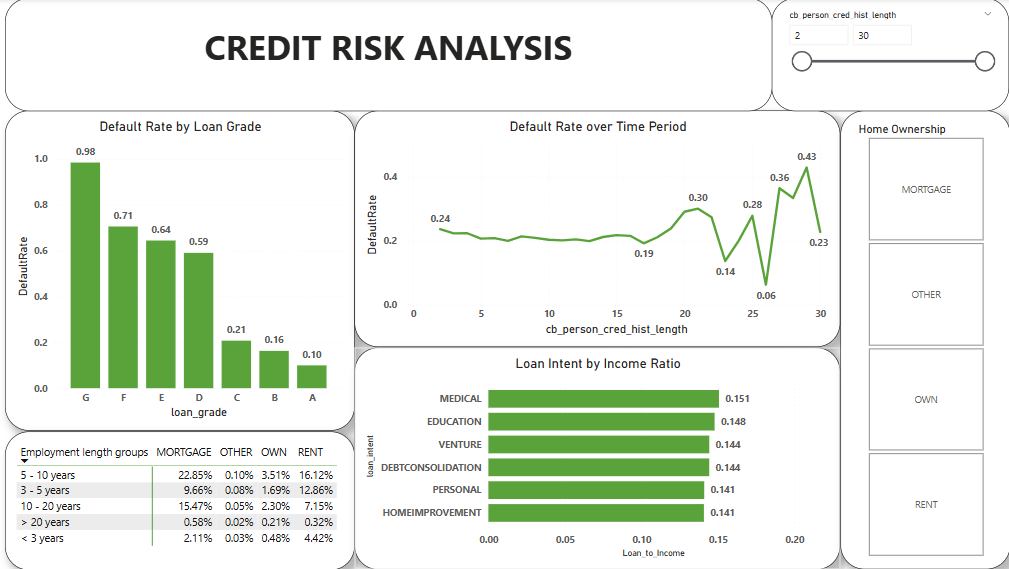 CREDIT RISK ANALYSIS
cb_person_cred_hist_length
2 30
Default Rate by Loan Grade
DefaultRate
1.0
0.8
0.6
0.4
0.2
0.0
0.98
0.71
0.64
0.59
0.21
0.16
0.10
G F E D C B A
loan_grade
Default Rate over Time Period
DefaultRate
0.4
0.2
0.0
0.24
0.19
0.30
0.14
0.28
0.06
0.36
0.43
0.23
0 5 10 15 20 25 30
cb_person_cred_hist_length
Home Ownership
MORTGAGE
OTHER
OWN
RENT
Employment length groups MORTGAGE OTHER OWN RENT
5 - 10 years 22.85% 0.10% 3.51% 16.12%
3 - 5 years 9.66% 0.08% 1.69% 12.86%
10 - 20 years 15.47% 0.05% 2.30% 7.15%
> 20 years 0.58% 0.02% 0.21% 0.32%
< 3 years 2.11% 0.03% 0.48% 4.42%
Loan Intent by Income Ratio
loan_intent
MEDICAL 0.151
EDUCATION 0.148
VENTURE 0.144
DEBTCONSOLIDATION 0.144
PERSONAL 0.141
HOMEIMPROVEMENT 0.141
0.00 0.05 0.10 0.15 0.20
Loan_to_Income